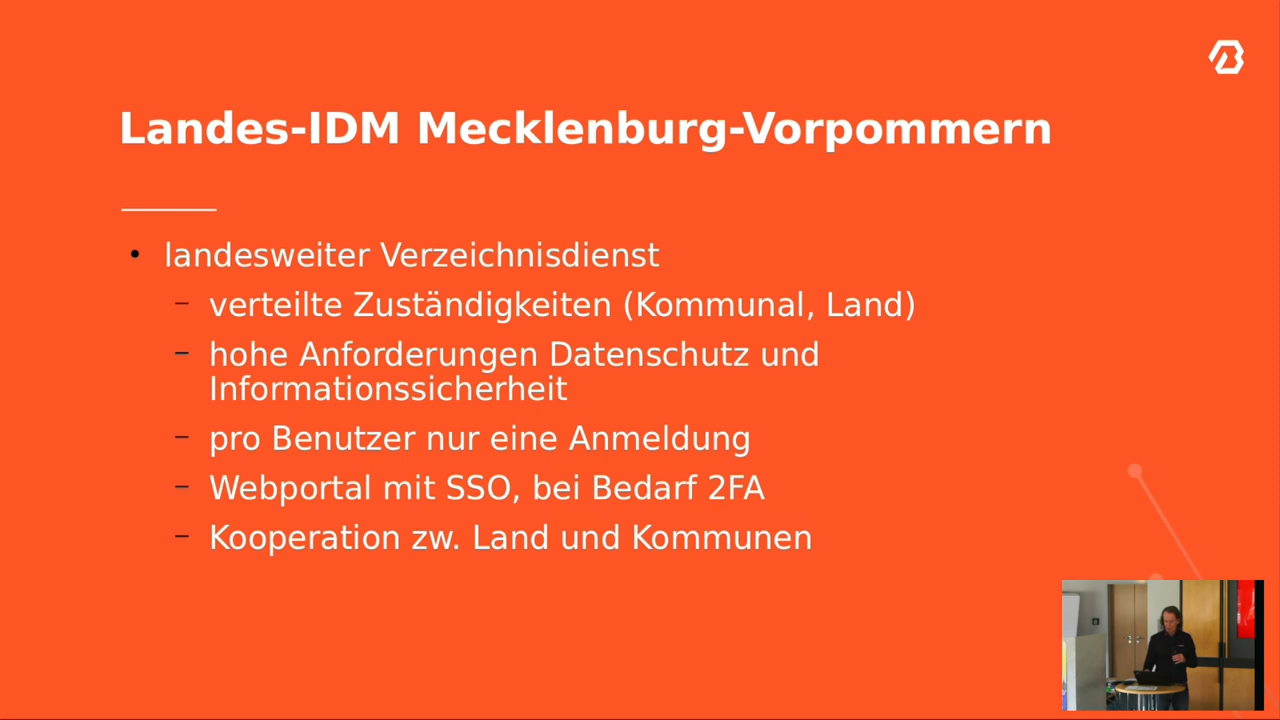 Landes-IDM Mecklenburg-Vorpommern
• landesweiter Verzeichnisdienst
– verteilte Zuständigkeiten (Kommunal, Land)
– hohe Anforderungen Datenschutz und
Informationssicherheit
– pro Benutzer nur eine Anmeldung
– Webportal mit SSO, bei Bedarf 2FA
– Kooperation zw. Land und Kommunen